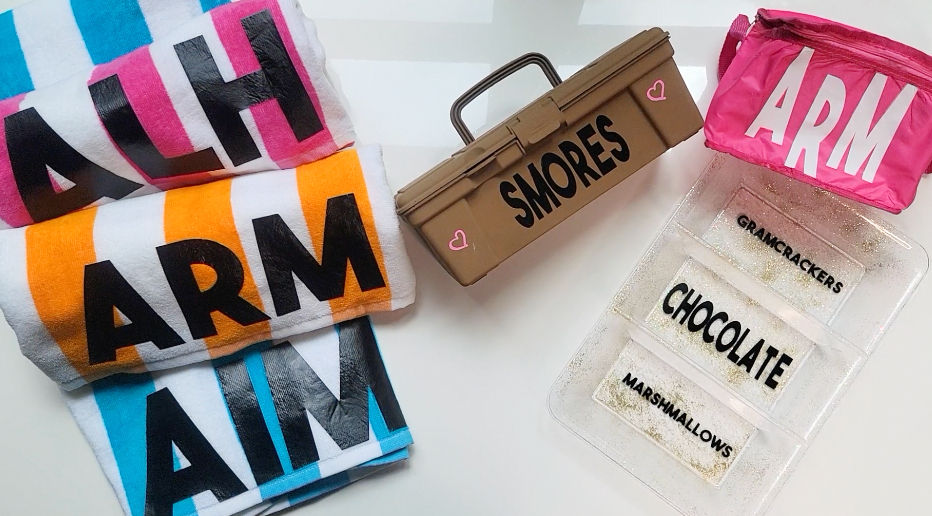 ALH
ARM
AIM
SMORES
ARM
GRAMCRACKERS
CHOCOLATE
MARSHMALLOWS